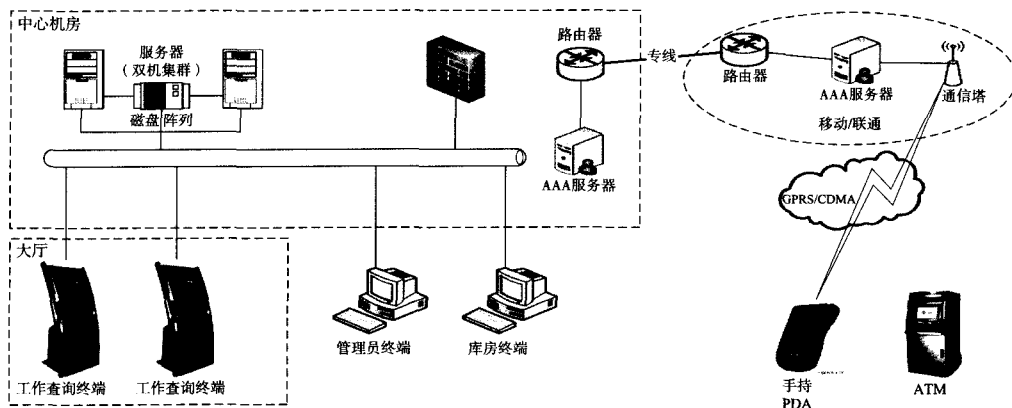 中心机房
服务器
（双机集群）
磁盘阵列
路由器
AAA服务器
专线
路由器
AAA服务器
通信塔
移动/联通
GPRS/CDMA
大厅
工作查询终端
工作查询终端
管理员终端
库房终端
手持
PDA
ATM